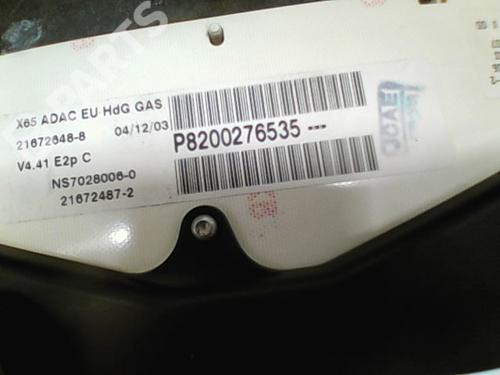 X65 ADAC EU HdG GAS
21672648-8 04/12/03
V4.41 E2p C
NS7028006-0
21672487-2
P8200276535 ---